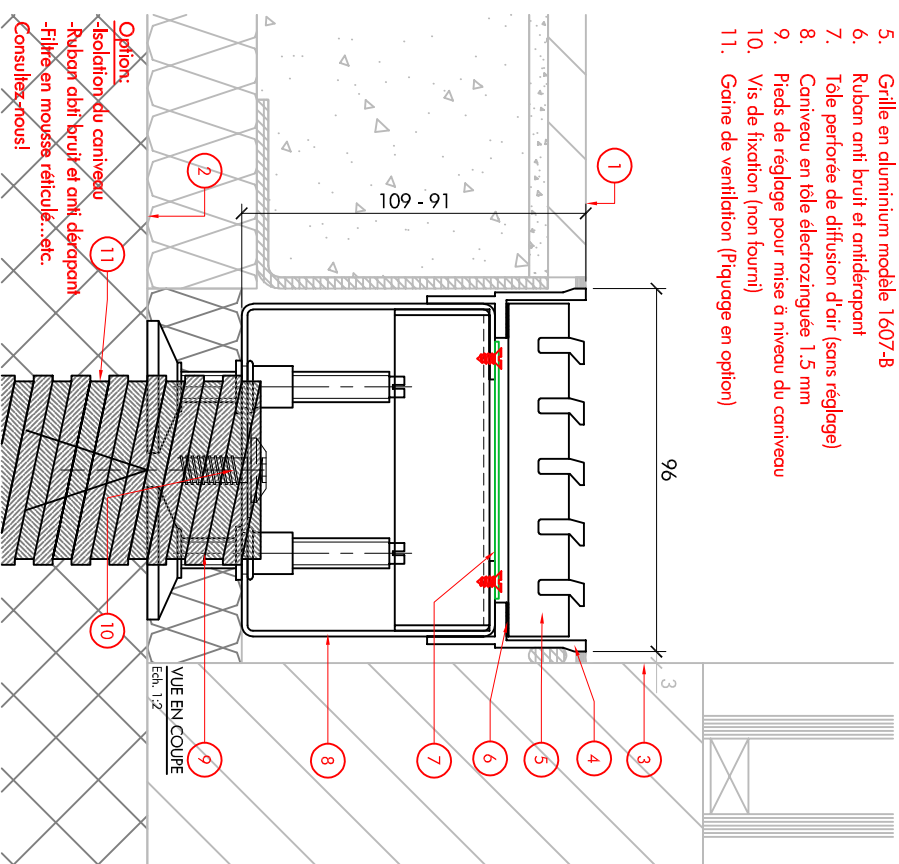 5. Grille en aluminium modèle 1607-B
6. Ruban anti bruit et antidérapant
7. Tôle perforée de diffusion d'air (sans réglage)
8. Caniveau en tôle électrozinguée 1.5 mm
9. Pieds de réglage pour mise à niveau du caniveau
10. Vis de fixation (non fourni)
11. Gaine de ventilation (Piquage en option)
1
2
109 - 91
96
3
3
4
5
6
7
8
9
10
11
VUE EN COUPE
Ech. 1:2
Option:
-Isolation du caniveau
-Ruban abti bruit et anti dérapant
-Filtre en mousse réticulé...etc.
Consultez-nous!